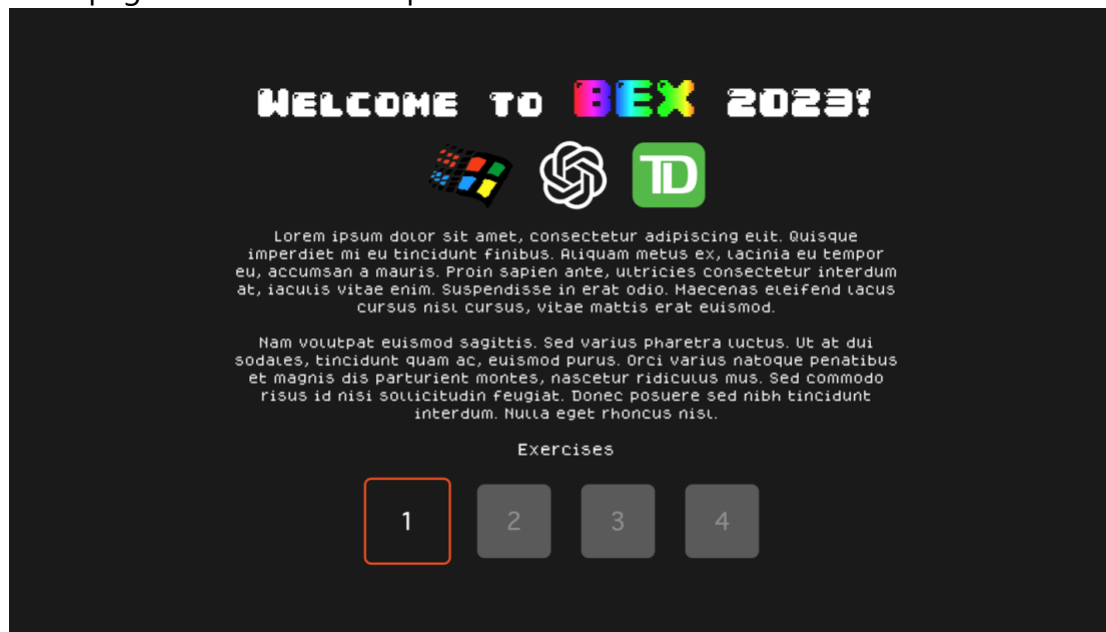 Welcome to BEX 2023!
TD
Lorem ipsum dolor sit amet, consectetur adipiscing elit. Quisque
imperdiet mi eu tincidunt finibus. Aliquam metus ex, lacinia eu tempor
eu, accumsan a mauris. Proin sapien ante, ultricies consectetur interdum
at, iaculis vitae enim. Suspendisse in erat odio. Maecenas eleifend lacus
cursus nisl cursus, vitae mattis erat euismod.
Nam volutpat euismod sagittis. Sed varius pharetra luctus. Ut at dui
sodales, tincidunt quam ac, euismod purus. Orci varius natoque penatibus
et magnis dis parturient montes, nascetur ridiculus mus. Sed commodo
risus id nisi sollicitudin feugiat. Donec posuere sed nibh tincidunt
interdum. Nulla eget rhoncus nisl.
Exercises
1 2 3 4